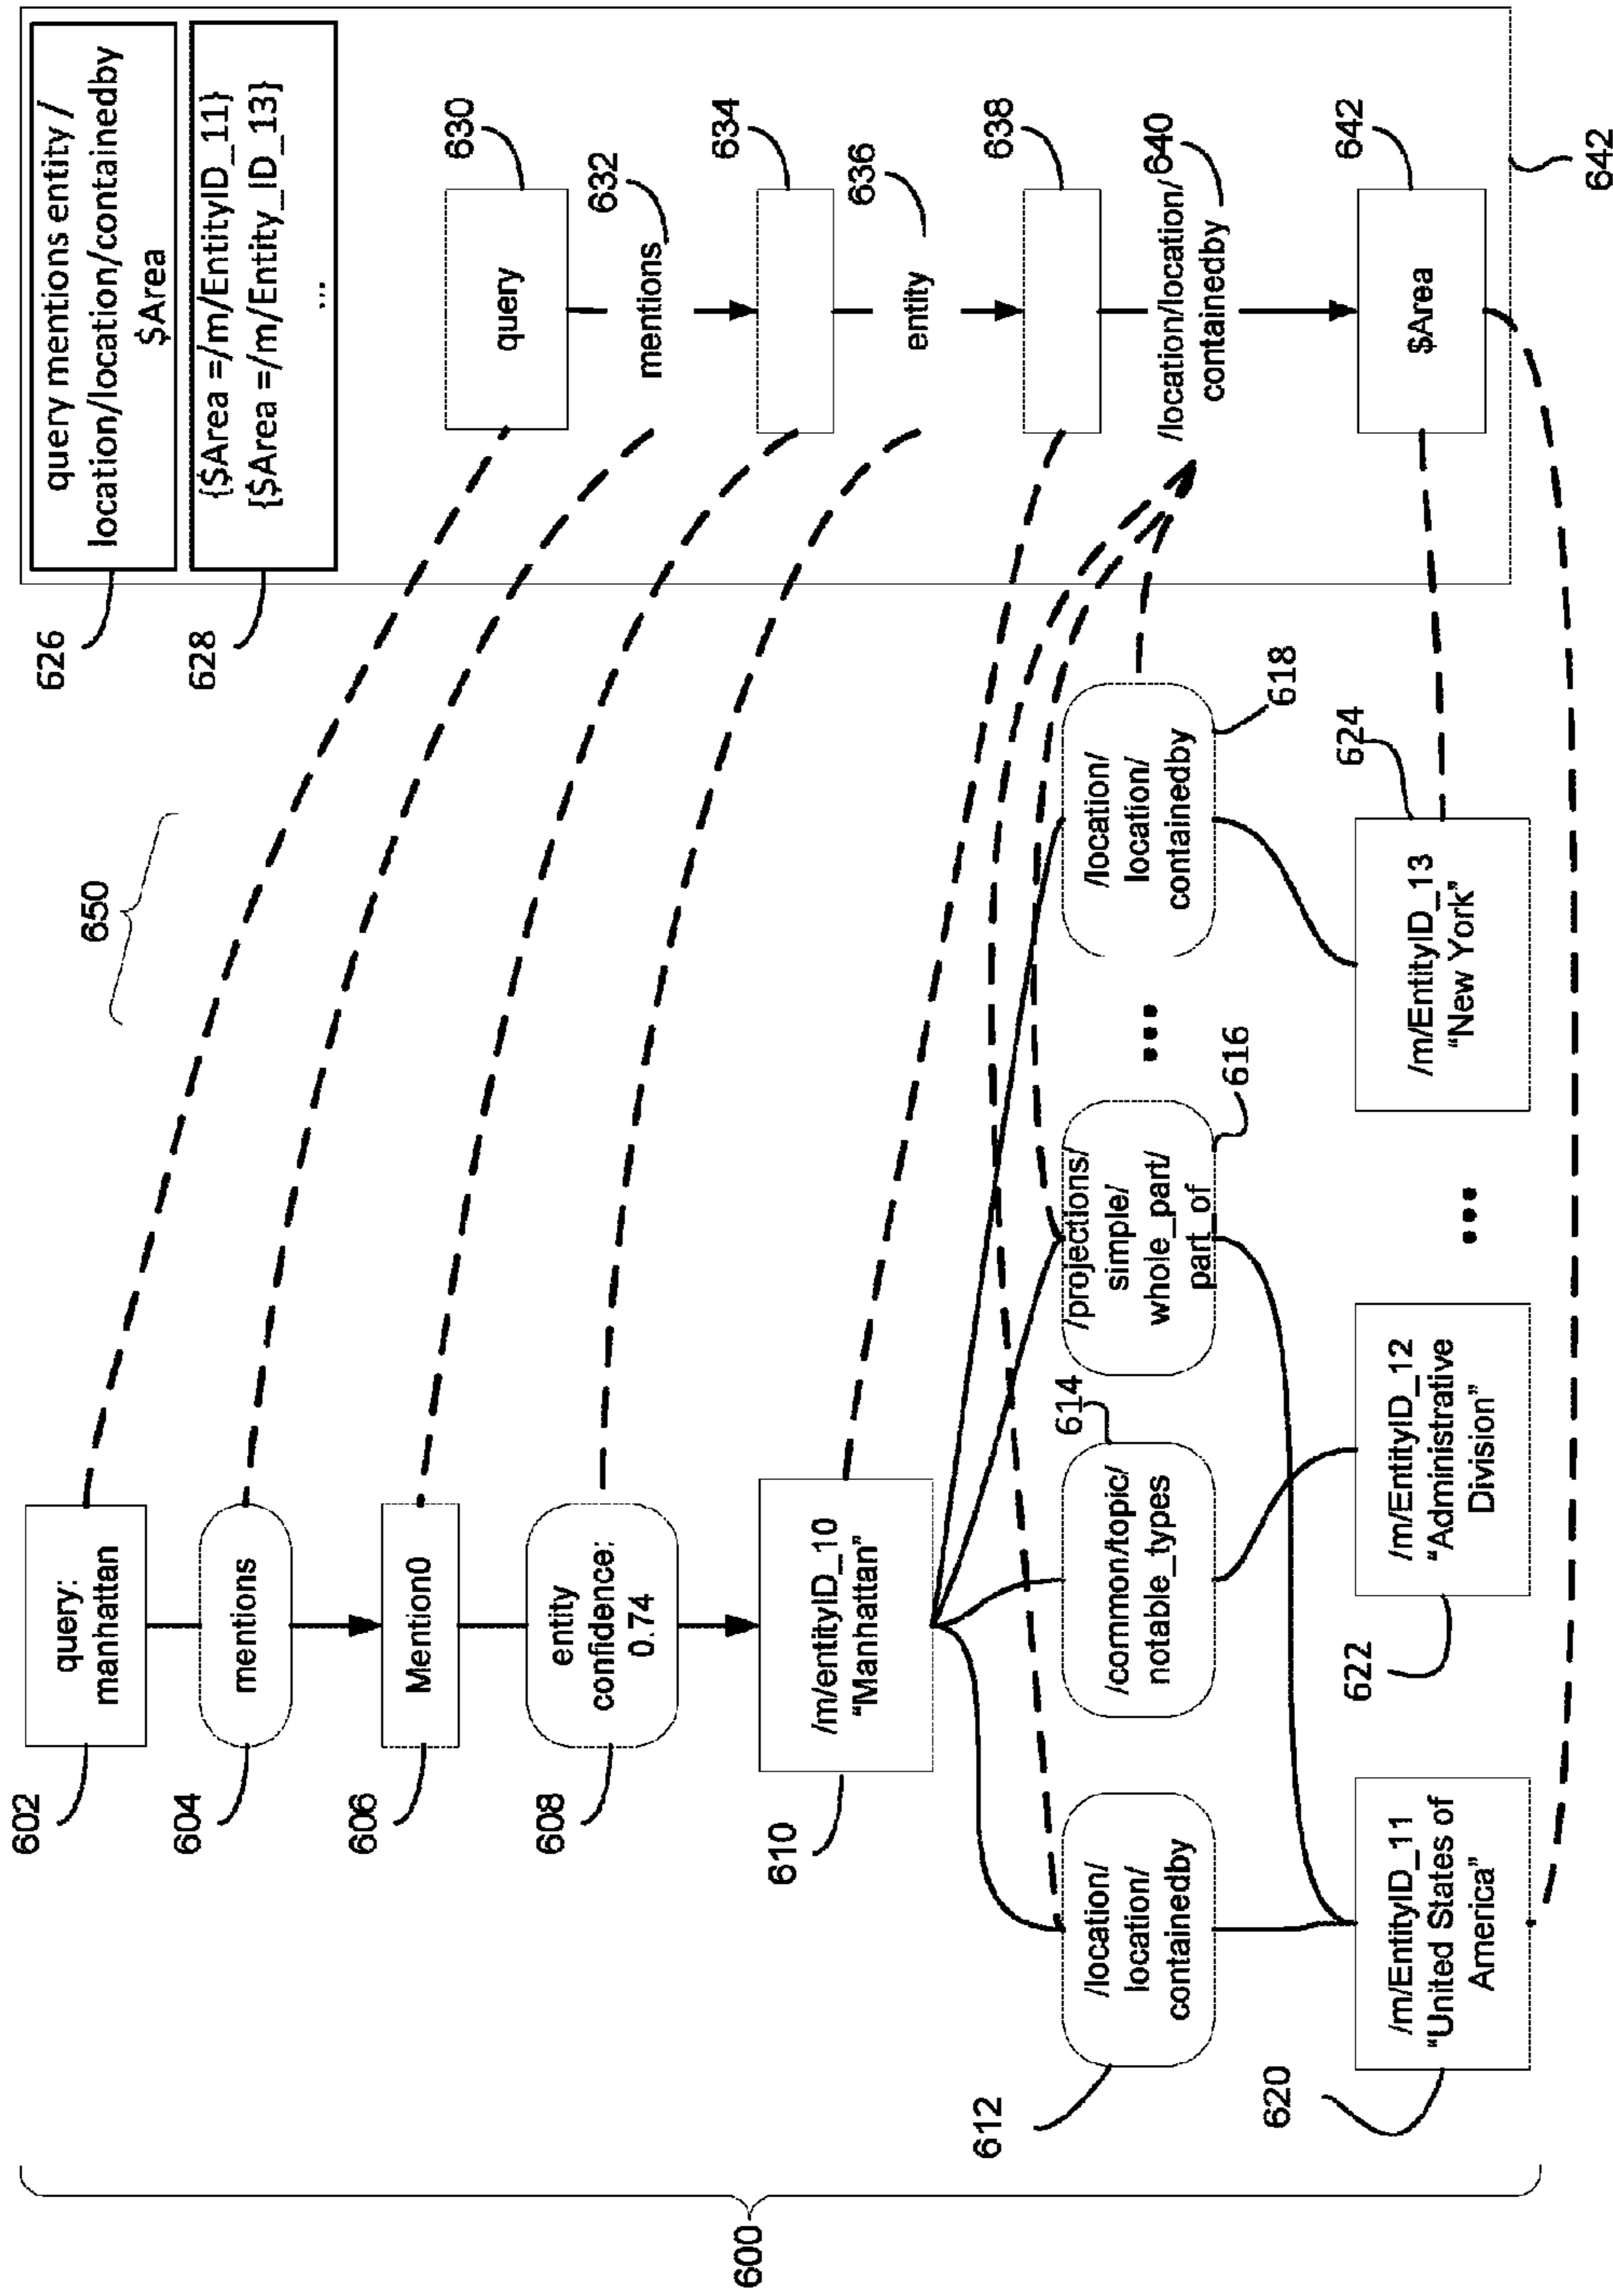 600
602
query:
manhattan
604
mentions
606
Mention0
608
entity
confidence:
0.74
610
/m/entityID_10
“Manhattan”
612
/location/
location/
containedby
614
/common/topic/
notable_types
616
/projections/
simple/
whole_part/
part_of
...
618
/location/
location/
containedby
620
/m/EntityID_11
“United States of
America”
622
/m/EntityID_12
“Administrative
Division”
...
624
/m/EntityID_13
“New York”
650
626
query mentions entity /
location/location/containedby
$Area
628
{$Area =/m/EntityID_11}
{$Area =/m/Entity_ID_13}
...
630
query
632
mentions
634
636
entity
638
640
/location/location/
containedby
642
$Area
642